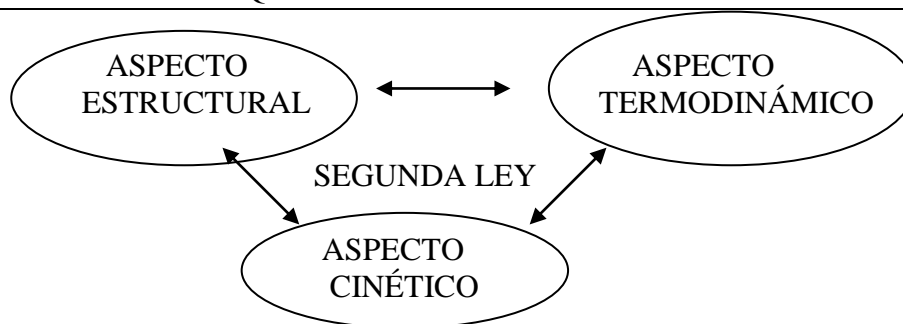 ASPECTO
ESTRUCTURAL
ASPECTO
TERMODINÁMICO
SEGUNDA LEY
ASPECTO
CINÉTICO